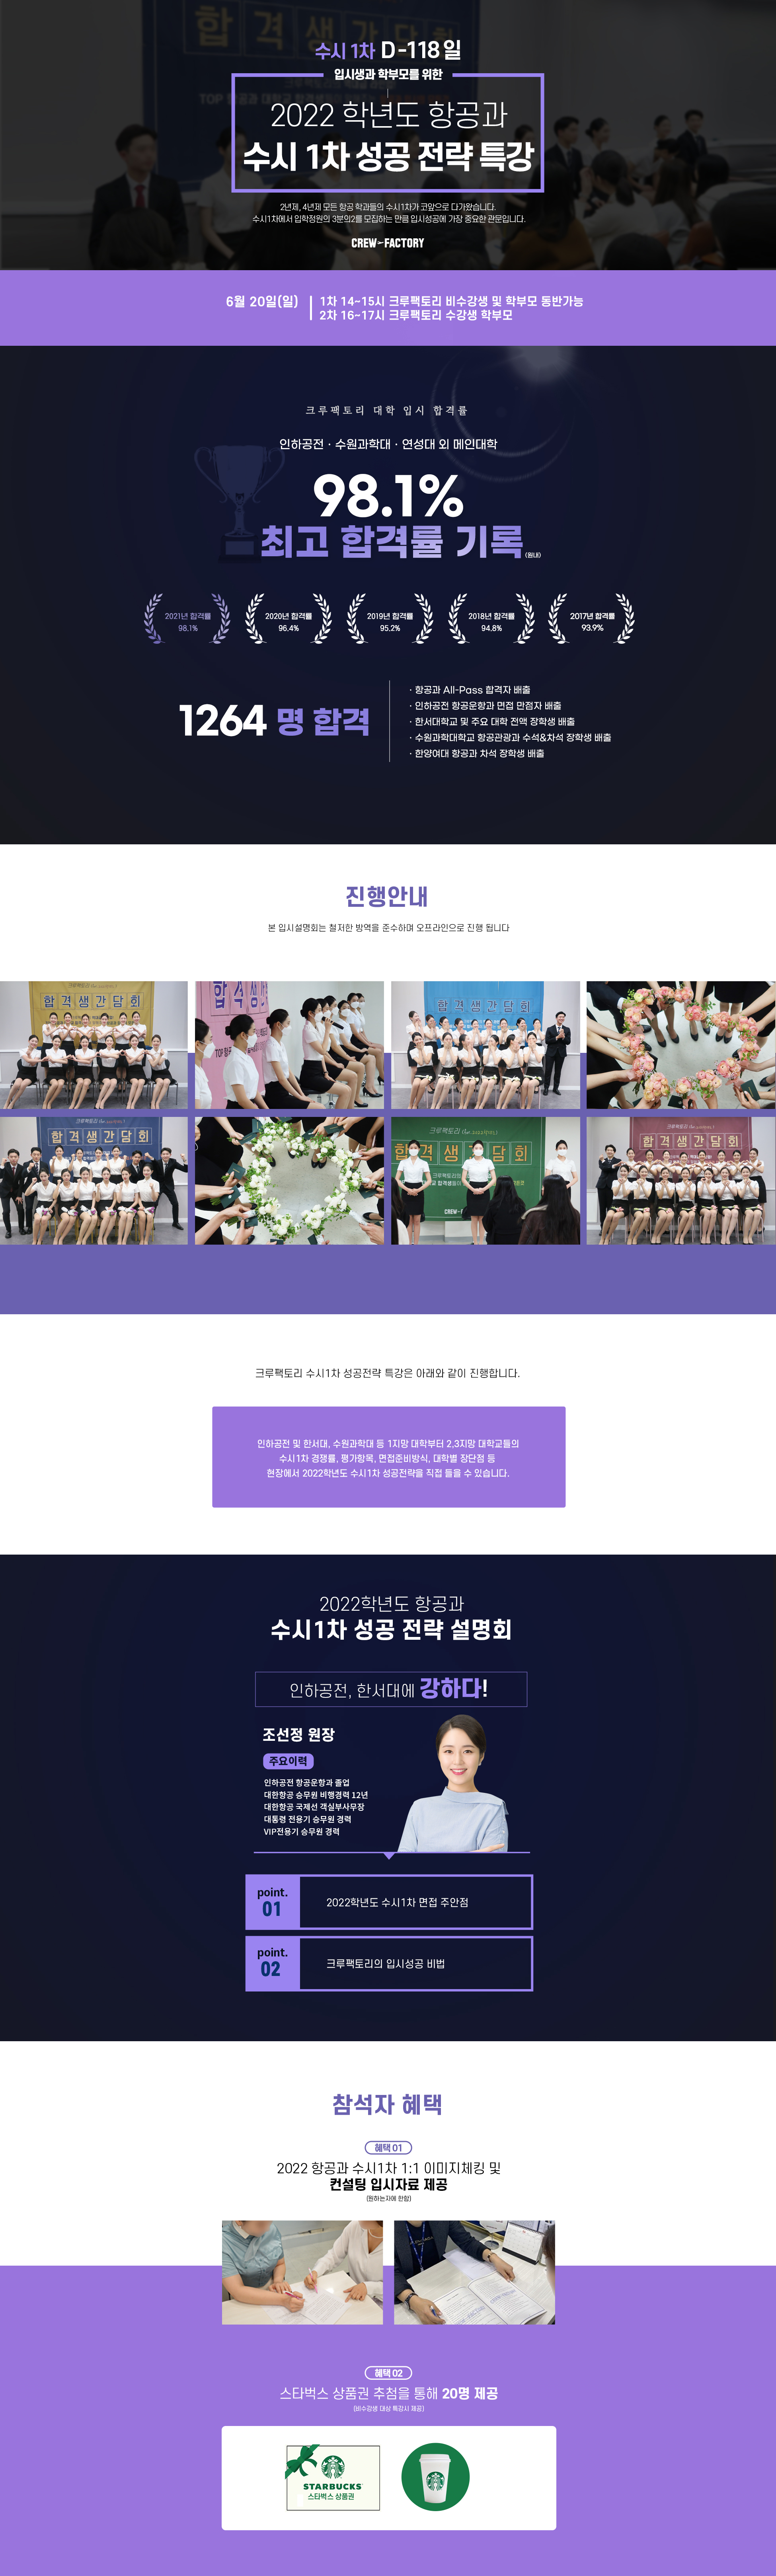 수시 1차 D-118일
입시생과 학부모를 위한
2022 학년도 항공과
수시 1차 성공 전략 특강
2년제, 4년제 모든 항공 학과들의 수시1차가 코앞으로 다가왔습니다.
수시1차에서 입학정원의 3분의2를 모집하는 만큼 입시성공에 가장 중요한 관문입니다.
CREW FACTORY
6월 20일(일)
1차 14~15시 크루팩토리 비수강생 및 학부모 동반가능
2차 16~17시 크루팩토리 수강생 학부모
크루팩토리 대학 입시 합격률
인하공전 · 수원과학대 · 연성대 외 메인대학
98.1%
최고 합격률 기록 (원내)
2021년 합격률
98.1%
2020년 합격률
96.4%
2019년 합격률
95.2%
2018년 합격률
94.8%
2017년 합격률
93.9%
1264 명 합격
· 항공과 All-Pass 합격자 배출
· 인하공전 항공운항과 면접 만점자 배출
· 한서대학교 및 주요 대학 전액 장학생 배출
· 수원과학대학교 항공관광과 수석&차석 장학생 배출
· 한양여대 항공과 차석 장학생 배출
진행안내
본 입시설명회는 철저한 방역을 준수하며 오프라인으로 진행 됩니다
합격생간담회
합격생간
합격생간담회
크루팩토리
합격생간담회
크루팩토리
합격생간담회
CREW-F
크루팩토리
합격생간담회
크루팩토리 수시1차 성공전략 특강은 아래와 같이 진행합니다.
인하공전 및 한서대, 수원과학대 등 1지망 대학부터 2,3지망 대학교들의
수시1차 경쟁률, 평가항목, 면접준비방식, 대학별 장단점 등
현장에서 2022학년도 수시1차 성공전략을 직접 들을 수 있습니다.
2022학년도 항공과
수시1차 성공 전략 설명회
인하공전, 한서대에 강하다!
조선정 원장
주요이력
인하공전 항공운항과 졸업
대한항공 승무원 비행경력 12년
대한항공 국제선 객실부사무장
대통령 전용기 승무원 경력
VIP전용기 승무원 경력
point.
01
2022학년도 수시1차 면접 주안점
point.
02
크루팩토리의 입시성공 비법
참석자 혜택
혜택 01
2022 항공과 수시1차 1:1 이미지체킹 및
컨설팅 입시자료 제공
(원하는자에 한함)
혜택 02
스타벅스 상품권 추첨을 통해 20명 제공
(비수강생 대상 특강시 제공)
STARBUCKS
스타벅스 상품권